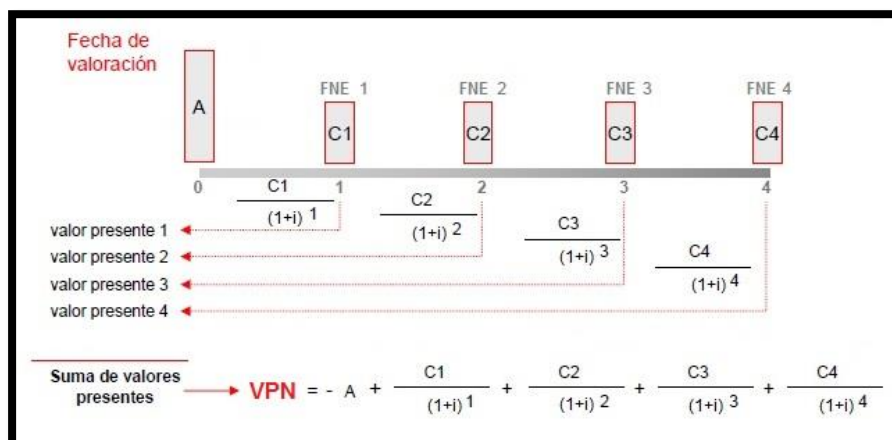 Fecha de
valoración
FNE 1 FNE 2 FNE 3 FNE 4
A
C1 C2 C3 C4
0 1 2 3 4
C1
(1+i) 1
C2
(1+i) 2
C3
(1+i) 3
C4
(1+i) 4
valor presente 1
valor presente 2
valor presente 3
valor presente 4
Suma de valores
presentes
VPN = - A + C1 + C2 + C3 + C4
(1+i) 1 (1+i) 2 (1+i) 3 (1+i) 4